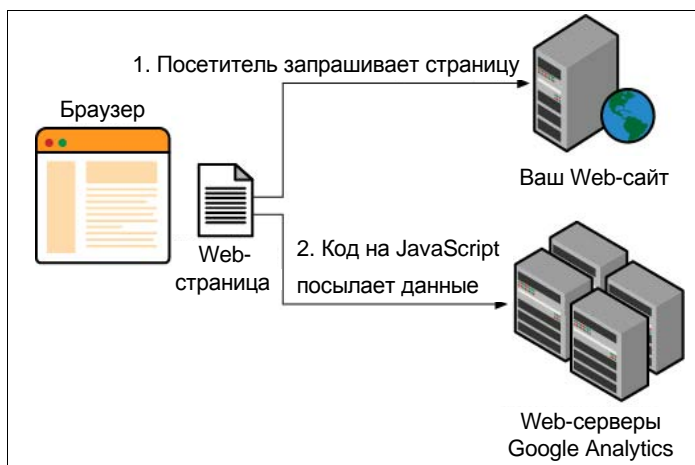 1. Посетитель запрашивает страницу
Браузер
Ваш Web-сайт
Web-
страница
2. Код на JavaScript
посылает данные
Web-серверы
Google Analytics